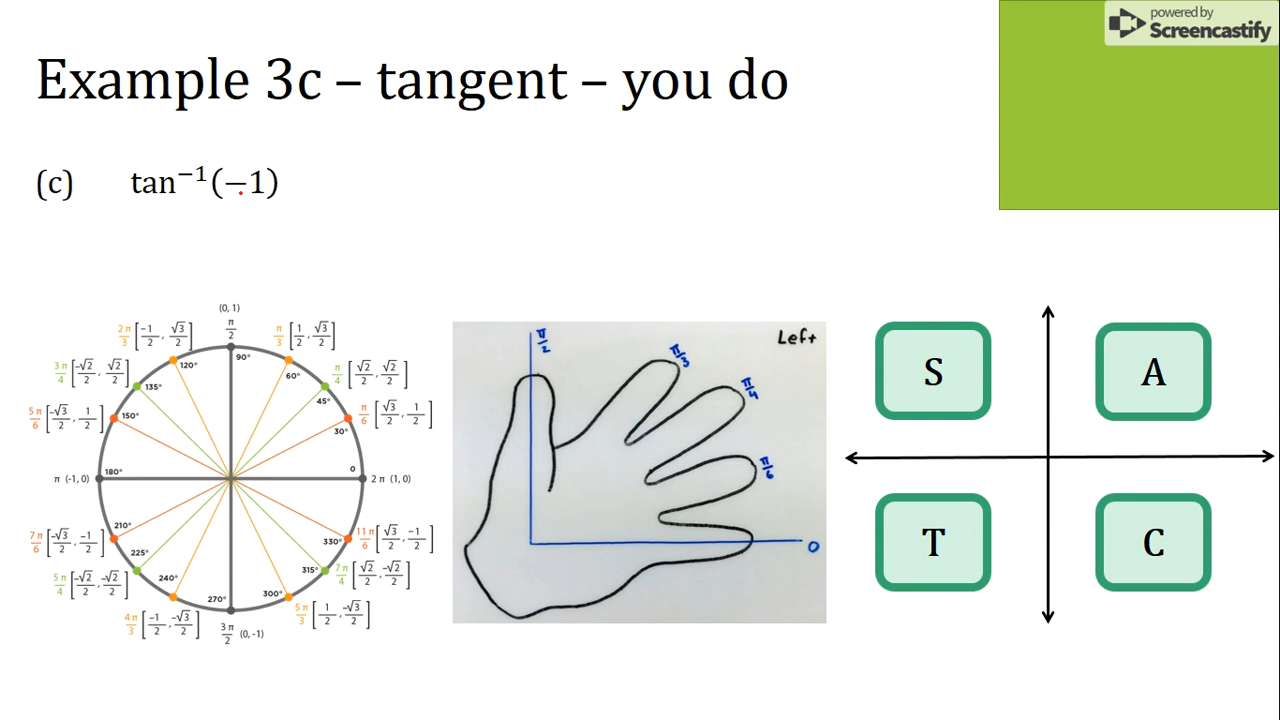 powered by
Screencastify
Example 3c – tangent – you do
(c) tan⁻¹(−1)
(0, 1)
π/2
90°
2π/3 [-1/2, √3/2]
120°
π/3 [1/2, √3/2]
60°
3π/4 [-√2/2, √2/2]
135°
π/4 [√2/2, √2/2]
45°
5π/6 [-√3/2, 1/2]
150°
π/6 [√3/2, 1/2]
30°
π (-1, 0)
180°
0
2π (1, 0)
7π/6 [-√3/2, -1/2]
210°
330°
11π/6 [√3/2, -1/2]
5π/4 [-√2/2, -√2/2]
225°
315°
7π/4 [√2/2, -√2/2]
4π/3 [-1/2, -√3/2]
240°
300°
5π/3 [1/2, -√3/2]
270°
3π/2 (0, -1)
Left
π/2
π/3
π/4
π/6
0
S
A
T
C